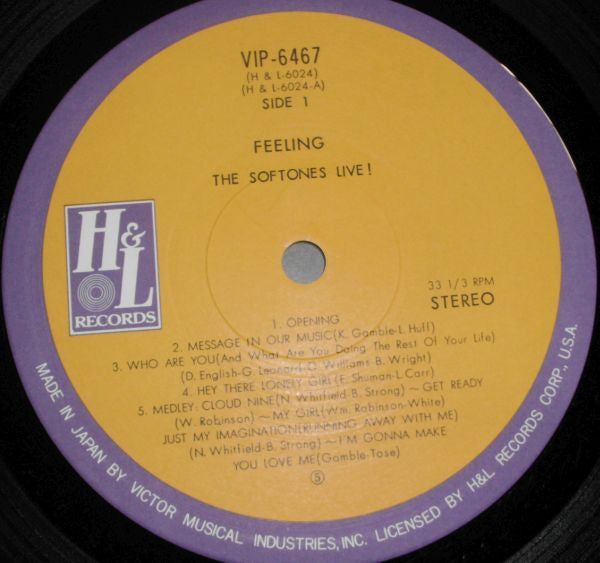 VIP-6467
(H & L-6024)
(H & L-6024-A)
SIDE 1
FEELING
THE SOFTONES LIVE!
H&L
RECORDS
33 1/3 RPM
STEREO
1. OPENING
2. MESSAGE IN OUR MUSIC(K. Gamble-L. Huff)
3. WHO ARE YOU(And What Are You Doing The Rest Of Your Life)
(D. English-G. Leonard-D. Williams-B. Wright)
4. HEY THERE LONELY GIRL(E. Shuman-L. Carr)
5. MEDLEY: CLOUD NINE(N. Whitfield-B. Strong)~GET READY
(W. Robinson)~MY GIRL(Wm. Robinson-White)
JUST MY IMAGINATION(RUNNING AWAY WITH ME)
(N. Whitfield-B. Strong)~I'M GONNA MAKE
YOU LOVE ME(Gamble-Tase)
Ⓢ
MADE IN JAPAN BY VICTOR MUSICAL INDUSTRIES, INC. LICENSED BY H&L RECORDS CORP., U.S.A.